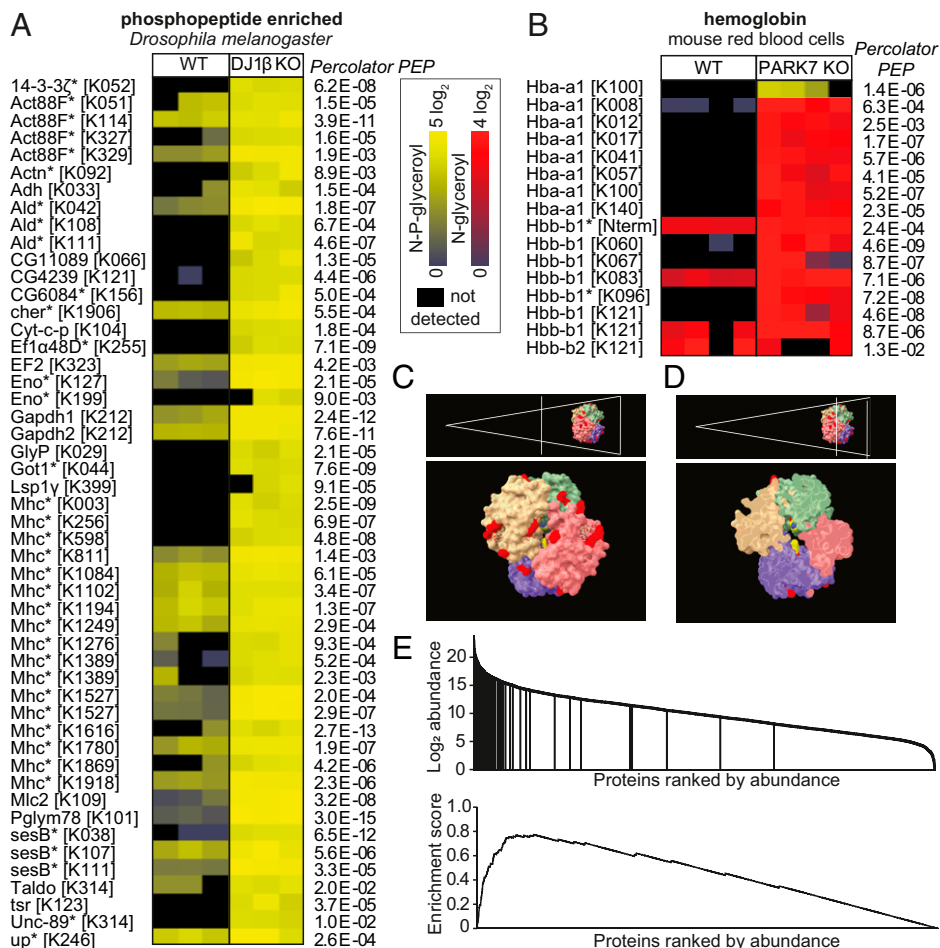 A
phosphopeptide enriched
Drosophila melanogaster
WT DJ1β KO Percolator PEP
14-3-3ζ* [K052] 6.2E-08
Act88F* [K051] 1.5E-05
Act88F* [K114] 3.9E-11
Act88F* [K327] 1.6E-05
Act88F* [K329] 1.9E-03
Actn* [K092] 8.9E-03
Adh [K033] 1.5E-04
Ald* [K042] 1.8E-07
Ald* [K108] 6.7E-04
Ald* [K111] 4.6E-07
CG11089 [K066] 1.3E-05
CG4239 [K121] 4.4E-06
CG6084* [K156] 5.0E-04
cher* [K1906] 5.5E-04
Cyt-c-p [K104] 1.8E-04
Ef1α48D* [K255] 7.1E-09
EF2 [K323] 4.2E-03
Eno* [K127] 2.1E-05
Eno* [K199] 9.0E-03
Gapdh1 [K212] 2.4E-12
Gapdh2 [K212] 7.6E-11
GlyP [K029] 2.1E-05
Got1* [K044] 7.6E-09
Lsp1γ [K399] 9.1E-05
Mhc* [K003] 2.5E-09
Mhc* [K256] 6.9E-07
Mhc* [K598] 4.8E-08
Mhc* [K811] 1.4E-03
Mhc* [K1084] 6.1E-05
Mhc* [K1102] 3.4E-07
Mhc* [K1194] 1.3E-07
Mhc* [K1249] 2.9E-04
Mhc* [K1276] 9.3E-04
Mhc* [K1389] 5.2E-04
Mhc* [K1389] 2.3E-03
Mhc* [K1527] 2.0E-04
Mhc* [K1527] 2.9E-07
Mhc* [K1616] 2.7E-13
Mhc* [K1780] 1.9E-07
Mhc* [K1869] 4.2E-06
Mhc* [K1918] 2.3E-06
Mlc2 [K109] 3.2E-08
Pglym78 [K101] 3.0E-15
sesB* [K038] 6.5E-12
sesB* [K107] 5.6E-06
sesB* [K111] 3.3E-05
Taldo [K314] 2.0E-02
tsr [K123] 3.7E-05
Unc-89* [K314] 1.0E-02
up* [K246] 2.6E-04
N-P-glyceroyl
0 5 log₂
N-glyceroyl
0 4 log₂
not
detected
B
hemoglobin
mouse red blood cells
Percolator
WT PARK7 KO PEP
Hba-a1 [K100] 1.4E-06
Hba-a1 [K008] 6.3E-04
Hba-a1 [K012] 2.5E-03
Hba-a1 [K017] 1.7E-07
Hba-a1 [K041] 5.7E-06
Hba-a1 [K057] 4.1E-05
Hba-a1 [K100] 5.2E-07
Hba-a1 [K140] 2.3E-05
Hbb-b1* [Nterm] 2.4E-04
Hbb-b1 [K060] 4.6E-09
Hbb-b1 [K067] 8.7E-07
Hbb-b1 [K083] 7.1E-06
Hbb-b1* [K096] 7.2E-08
Hbb-b1 [K121] 4.6E-08
Hbb-b1 [K121] 8.7E-06
Hbb-b2 [K121] 1.3E-02
C
D
E
Log₂ abundance
20
15
10
5
0
Proteins ranked by abundance
Enrichment score
1.0
0.8
0.6
0.4
0.2
0
Proteins ranked by abundance